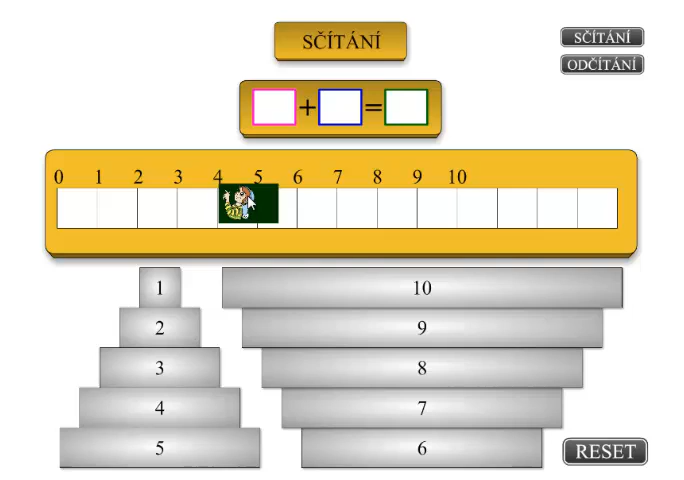 SČÍTÁNÍ
SČÍTÁNÍ
ODČÍTÁNÍ
+ =
0 1 2 3 4 5 6 7 8 9 10
1
2
3
4
5
10
9
8
7
6
RESET